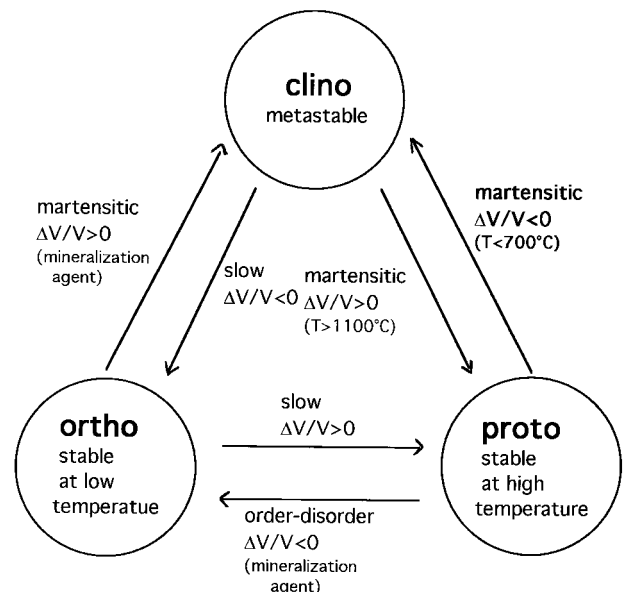 clino
metastable
martensitic
ΔV/V>0
(mineralization
agent)
slow
ΔV/V<0
martensitic
ΔV/V>0
(T>1100°C)
martensitic
ΔV/V<0
(T<700°C)
ortho
stable
at low
temperatue
slow
ΔV/V>0
proto
stable
at high
temperature
order-disorder
ΔV/V<0
(mineralization
agent)